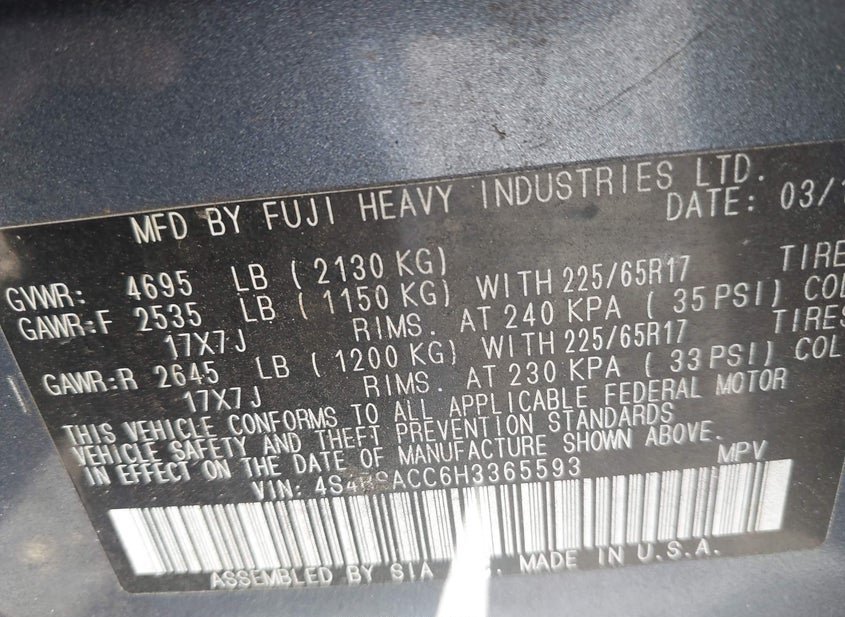 MFD BY FUJI HEAVY INDUSTRIES LTD.
DATE: 03/1
GVWR: 4695 LB ( 2130 KG)
GAWR:F 2535 LB ( 1150 KG) WITH 225/65R17 TIRE
17X7J RIMS. AT 240 KPA ( 35 PSI) COL
GAWR:R 2645 LB ( 1200 KG) WITH 225/65R17 TIRES
17X7J RIMS. AT 230 KPA ( 33 PSI) COL
THIS VEHICLE CONFORMS TO ALL APPLICABLE FEDERAL MOTOR
VEHICLE SAFETY AND THEFT PREVENTION STANDARDS
IN EFFECT ON THE DATE OF MANUFACTURE SHOWN ABOVE.
VIN: 4S4BSACC6H3365593 MPV
ASSEMBLED BY SIA MADE IN U.S.A.